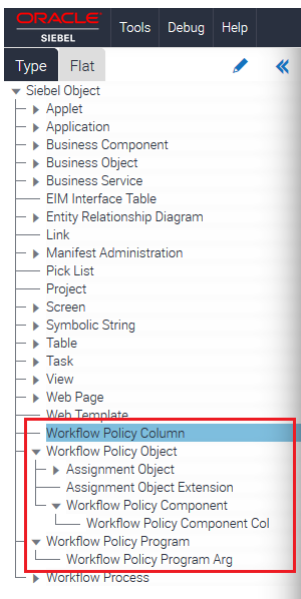 ORACLE
SIEBEL
Tools Debug Help
Type Flat
Siebel Object
Applet
Application
Business Component
Business Object
Business Service
EIM Interface Table
Entity Relationship Diagram
Link
Manifest Administration
Pick List
Project
Screen
Symbolic String
Table
Task
View
Web Page
Web Template
Workflow Policy Column
Workflow Policy Object
Assignment Object
Assignment Object Extension
Workflow Policy Component
Workflow Policy Component Col
Workflow Policy Program
Workflow Policy Program Arg
Workflow Process